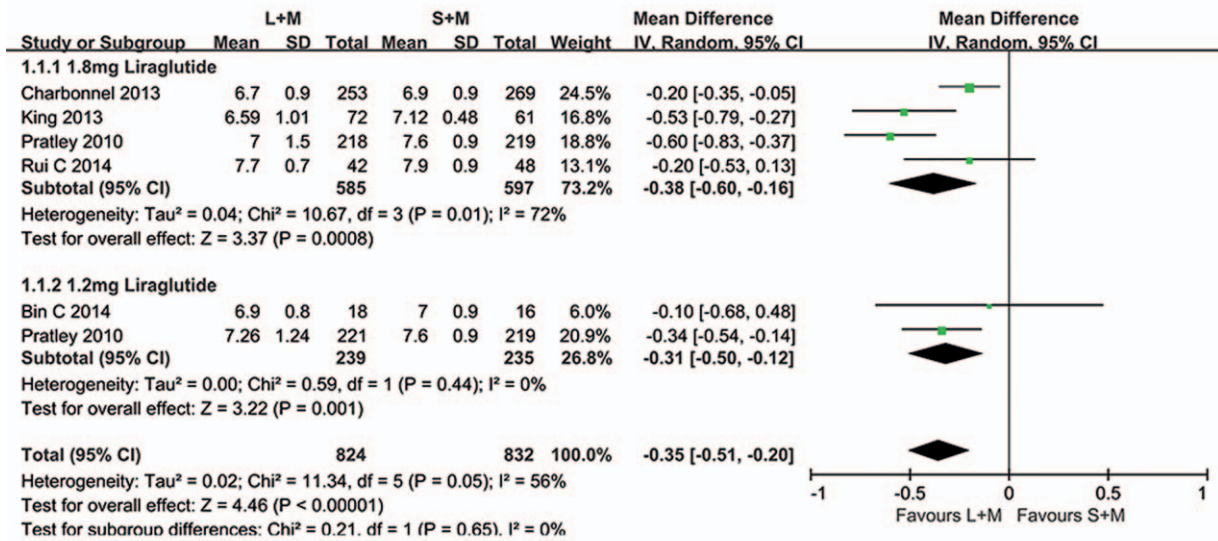 L+M S+M Mean Difference Mean Difference
Study or Subgroup Mean SD Total Mean SD Total Weight IV, Random, 95% CI IV, Random, 95% CI
1.1.1 1.8mg Liraglutide
Charbonnel 2013 6.7 0.9 253 6.9 0.9 269 24.5% -0.20 [-0.35, -0.05]
King 2013 6.59 1.01 72 7.12 0.48 61 16.8% -0.53 [-0.79, -0.27]
Pratley 2010 7 1.5 218 7.6 0.9 219 18.8% -0.60 [-0.83, -0.37]
Rui C 2014 7.7 0.7 42 7.9 0.9 48 13.1% -0.20 [-0.53, 0.13]
Subtotal (95% CI) 585 597 73.2% -0.38 [-0.60, -0.16]
Heterogeneity: Tau² = 0.04; Chi² = 10.67, df = 3 (P = 0.01); I² = 72%
Test for overall effect: Z = 3.37 (P = 0.0008)
1.1.2 1.2mg Liraglutide
Bin C 2014 6.9 0.8 18 7 0.9 16 6.0% -0.10 [-0.68, 0.48]
Pratley 2010 7.26 1.24 221 7.6 0.9 219 20.9% -0.34 [-0.54, -0.14]
Subtotal (95% CI) 239 235 26.8% -0.31 [-0.50, -0.12]
Heterogeneity: Tau² = 0.00; Chi² = 0.59, df = 1 (P = 0.44); I² = 0%
Test for overall effect: Z = 3.22 (P = 0.001)
Total (95% CI) 824 832 100.0% -0.35 [-0.51, -0.20]
Heterogeneity: Tau² = 0.02; Chi² = 11.34, df = 5 (P = 0.05); I² = 56%
Test for overall effect: Z = 4.46 (P < 0.00001)
Test for subgroup differences: Chi² = 0.21, df = 1 (P = 0.65), I² = 0%
-1 -0.5 0 0.5 1
Favours L+M Favours S+M